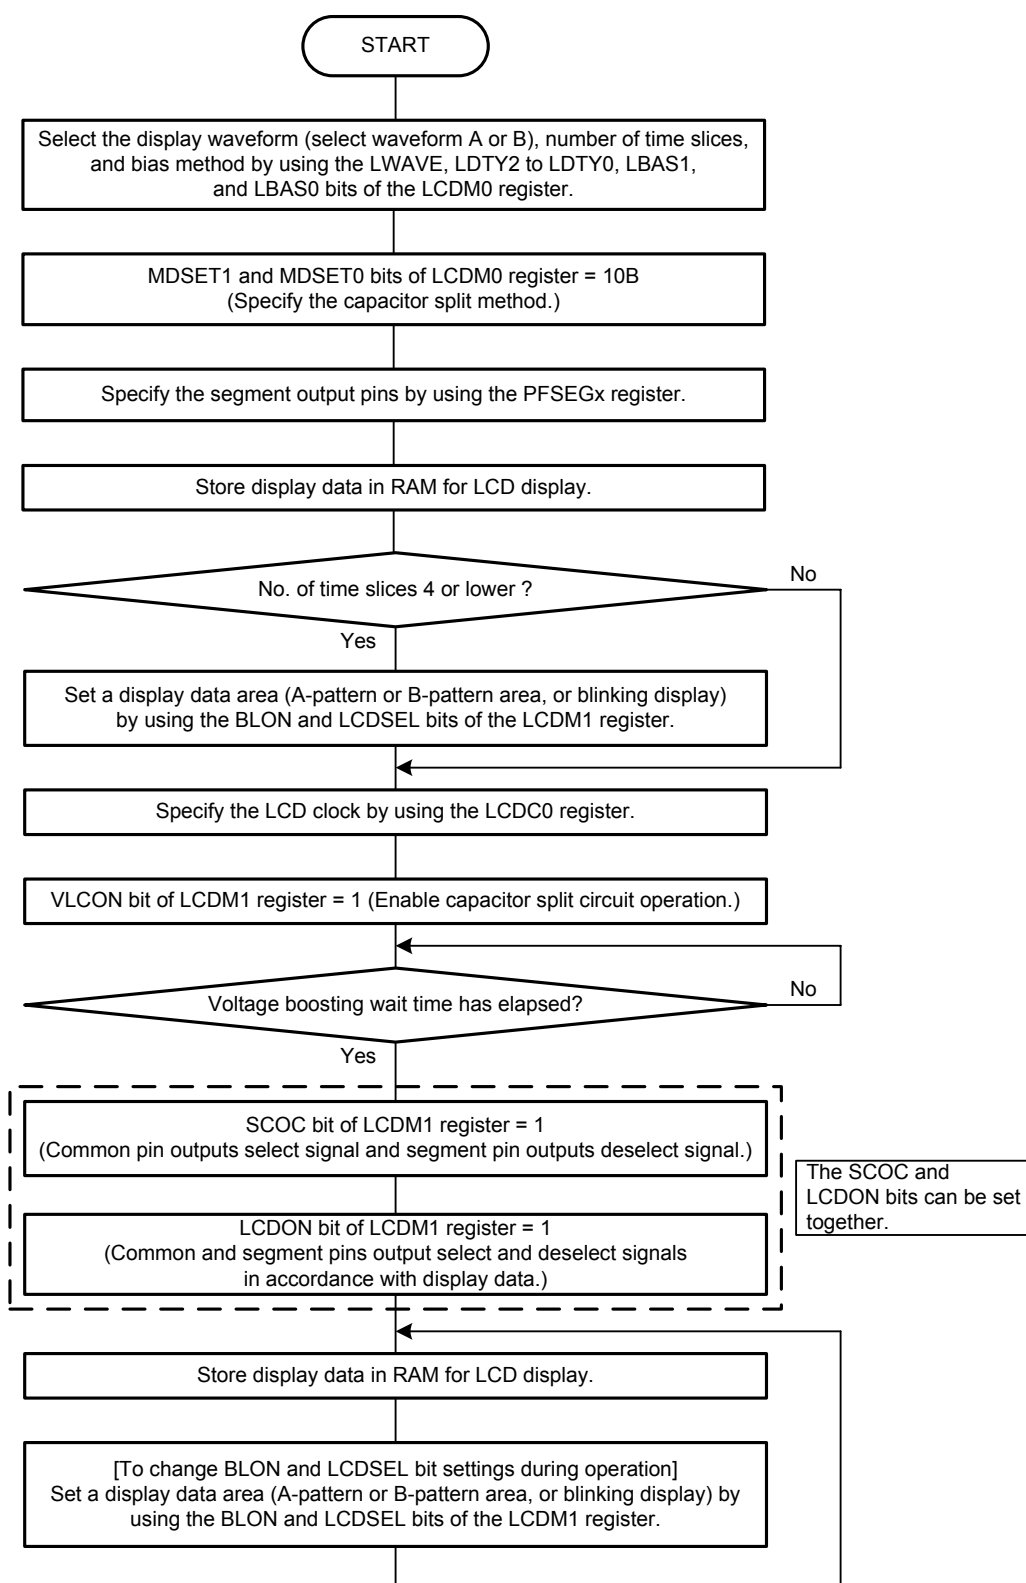 START
Select the display waveform (select waveform A or B), number of time slices,
and bias method by using the LWAVE, LDTY2 to LDTY0, LBAS1,
and LBAS0 bits of the LCDM0 register.
MDSET1 and MDSET0 bits of LCDM0 register = 10B
(Specify the capacitor split method.)
Specify the segment output pins by using the PFSEGx register.
Store display data in RAM for LCD display.
No. of time slices 4 or lower ?
No
Yes
Set a display data area (A-pattern or B-pattern area, or blinking display)
by using the BLON and LCDSEL bits of the LCDM1 register.
Specify the LCD clock by using the LCDC0 register.
VLCON bit of LCDM1 register = 1 (Enable capacitor split circuit operation.)
Voltage boosting wait time has elapsed?
No
Yes
SCOC bit of LCDM1 register = 1
(Common pin outputs select signal and segment pin outputs deselect signal.)
The SCOC and
LCDON bits can be set
together.
LCDON bit of LCDM1 register = 1
(Common and segment pins output select and deselect signals
in accordance with display data.)
Store display data in RAM for LCD display.
[To change BLON and LCDSEL bit settings during operation]
Set a display data area (A-pattern or B-pattern area, or blinking display) by
using the BLON and LCDSEL bits of the LCDM1 register.